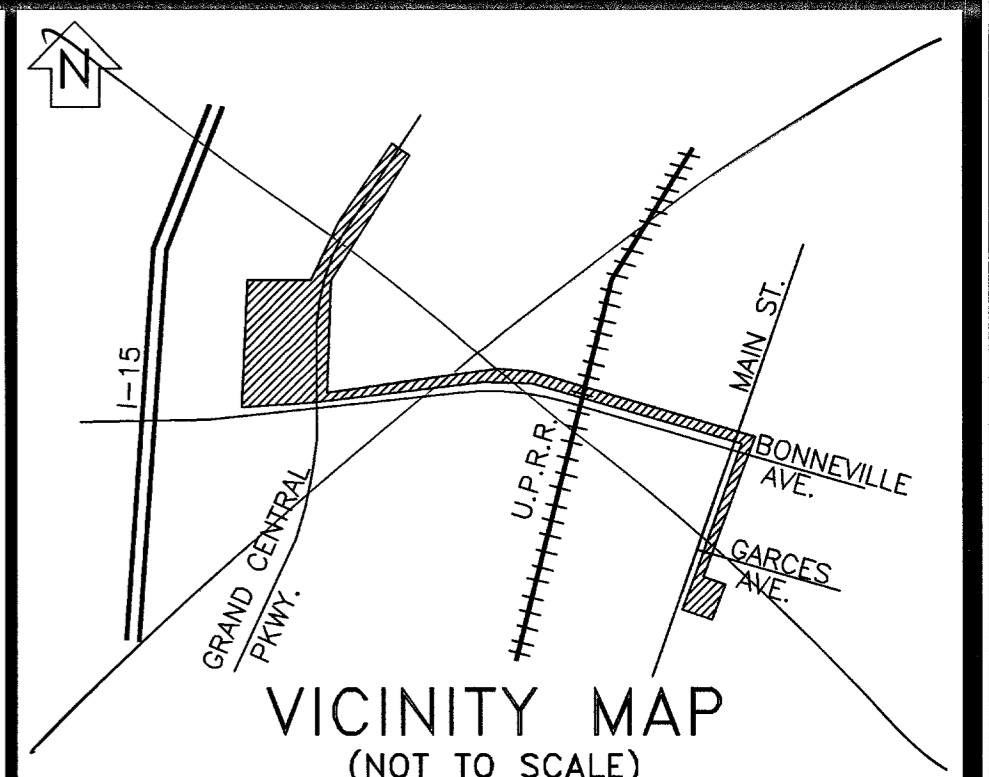 N
I-15
MAIN ST.
U.P.R.R.
BONNEVILLE
AVE.
GRAND CENTRAL
PKWY.
GARCES
AVE.
VICINITY MAP
(NOT TO SCALE)